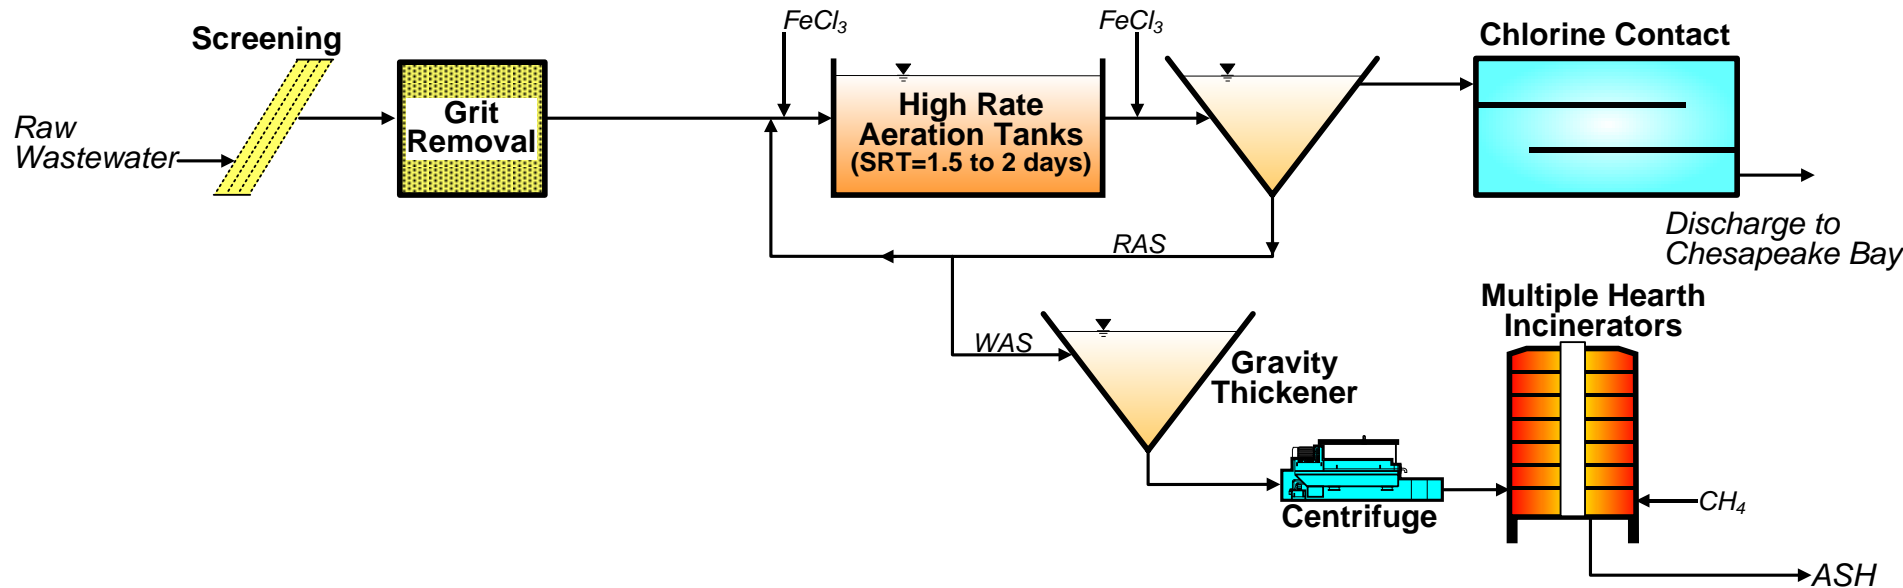 Screening
FeCl₃
FeCl₃
Chlorine Contact
Raw
Wastewater
Grit
Removal
High Rate
Aeration Tanks
(SRT=1.5 to 2 days)
RAS
Discharge to
Chesapeake Bay
WAS
Gravity
Thickener
Multiple Hearth
Incinerators
Centrifuge
CH₄
ASH